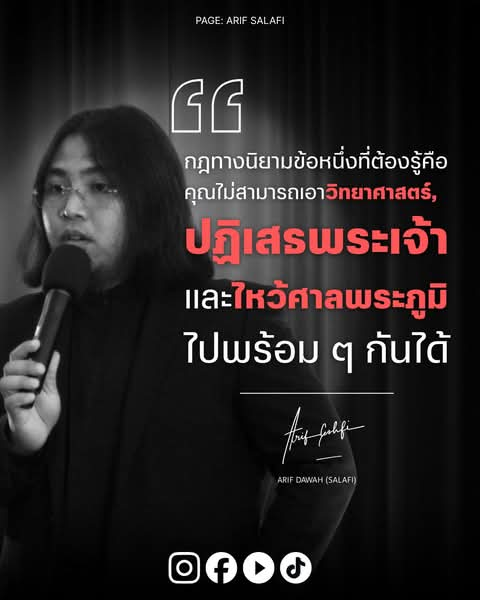 PAGE: ARIF SALAFI
กฎทางนิยามข้อหนึ่งที่ต้องรู้คือ
คุณไม่สามารถเอาวิทยาศาสตร์,
ปฏิเสธพระเจ้า
และไหว้ศาลพระภูมิ
ไปพร้อม ๆ กันได้
Arif Salafi
ARIF DAWAH (SALAFI)